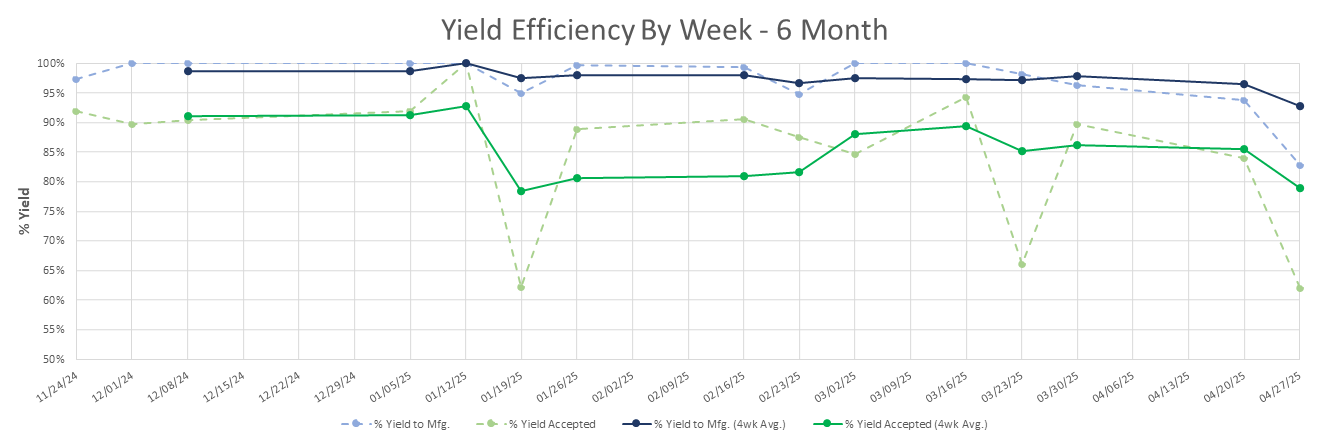 Yield Efficiency By Week - 6 Month
% Yield
100%
95%
90%
85%
80%
75%
70%
65%
60%
55%
50%
11/24/24 12/01/24 12/08/24 12/15/24 12/22/24 12/29/24 01/05/25 01/12/25 01/19/25 01/26/25 02/02/25 02/09/25 02/16/25 02/23/25 03/02/25 03/09/25 03/16/25 03/23/25 03/30/25 04/06/25 04/13/25 04/20/25 04/27/25
% Yield to Mfg. % Yield Accepted % Yield to Mfg. (4wk Avg.) % Yield Accepted (4wk Avg.)